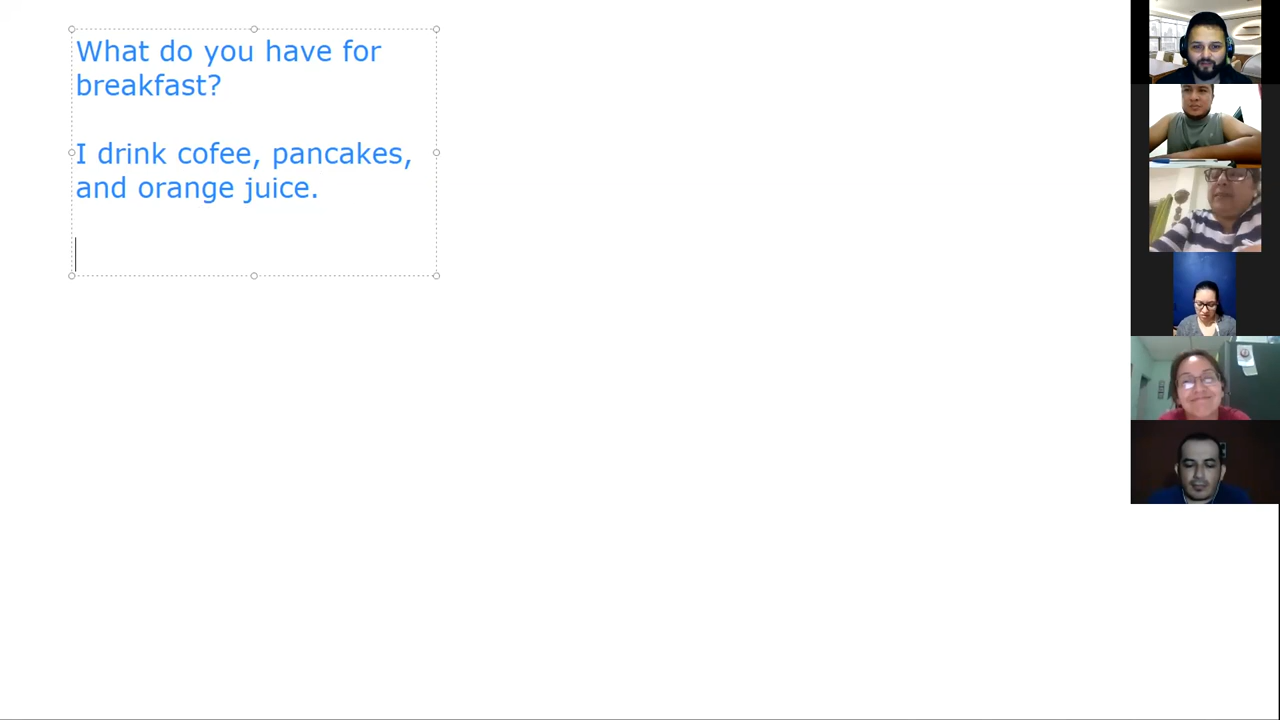 What do you have for
breakfast?
I drink cofee, pancakes,
and orange juice.